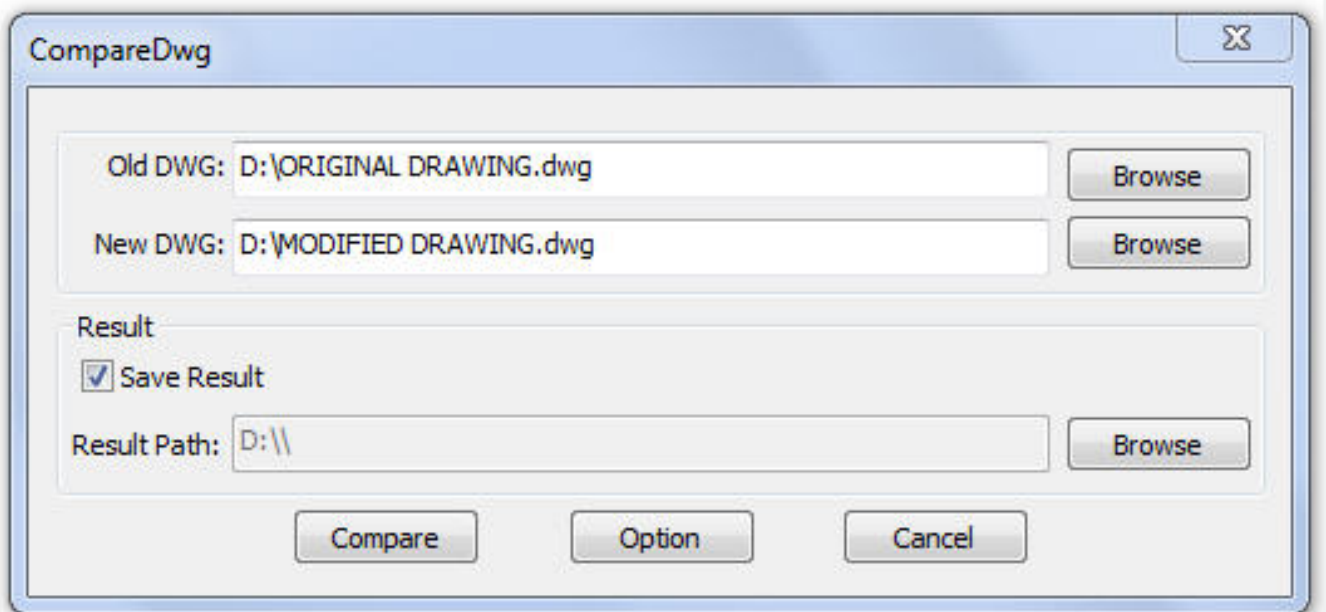 CompareDwg
Old DWG: D:\ORIGINAL DRAWING.dwg Browse
New DWG: D:\MODIFIED DRAWING.dwg Browse
Result
Save Result
Result Path: D:\\ Browse
Compare Option Cancel